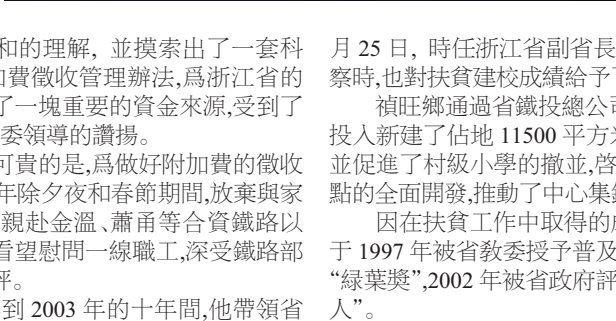 和的理解, 並摸索出了一套科
加費徵收管理辦法,爲浙江省的
了一塊重要的資金來源,受到了
委領導的讚揚。
可貴的是,爲做好附加費的徵收
年除夕夜和春節期間,放棄與家
親赴金溫、蕭甬等合資鐵路以
看望慰問一線職工,深受鐵路部
評。
到 2003 年的十年間,他帶領省
月 25 日, 時任浙江省副省長
察時,也對扶貧建校成績給予
禎旺鄉通過省鐵投總公司
投入新建了佔地 11500 平方米
並促進了村級小學的撤並,啓
點的全面開發,推動了中心集鎮
因在扶貧工作中取得的
于 1997 年被省教委授予普及
“緑葉奬”,2002 年被省政府評
人”。